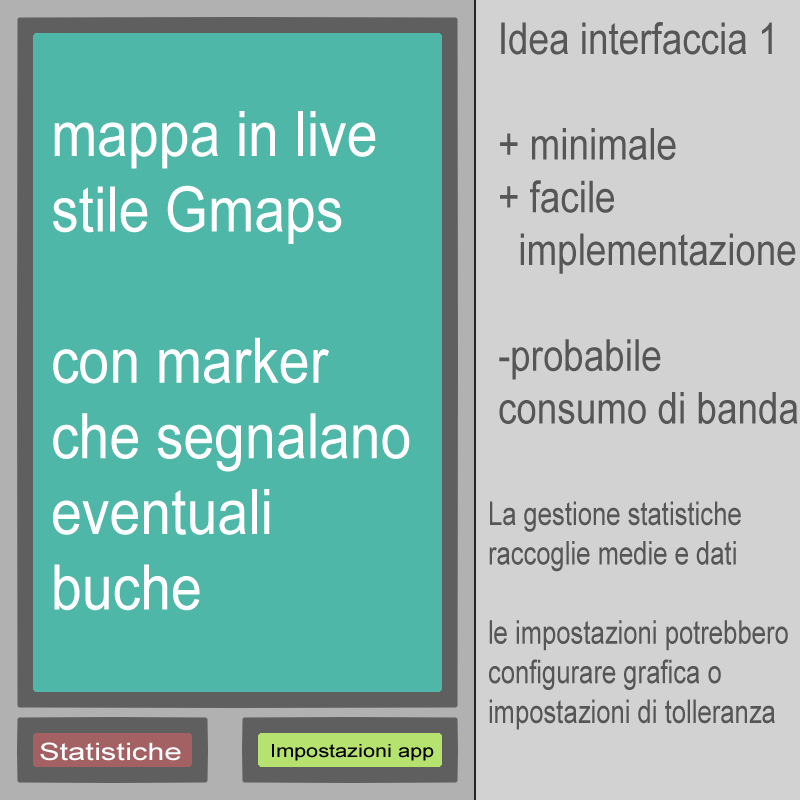 mappa in live
stile Gmaps
con marker
che segnalano
eventuali
buche
Statistiche
Impostazioni app
Idea interfaccia 1
+ minimale
+ facile
implementazione
-probabile
consumo di banda
La gestione statistiche
raccoglie medie e dati
le impostazioni potrebbero
configurare grafica o
impostazioni di tolleranza